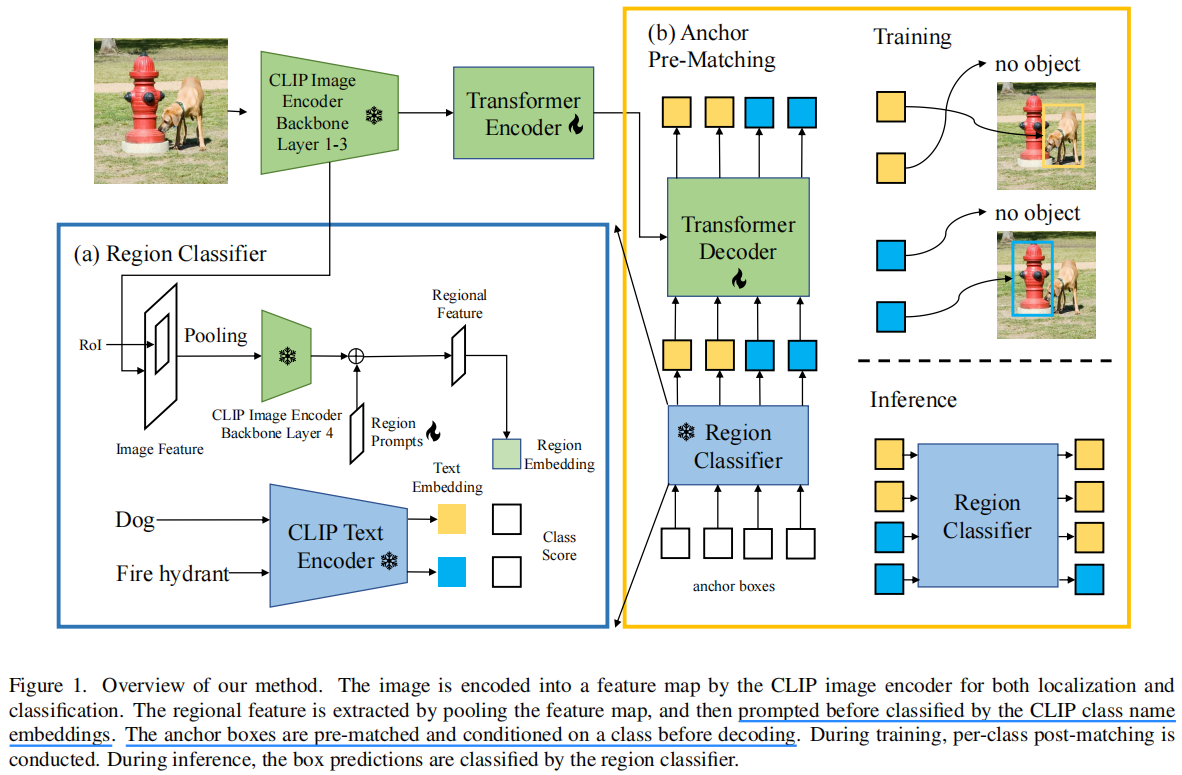 CLIP Image
Encoder
Backbone
Layer 1-3
Transformer
Encoder
(a) Region Classifier
RoI
Pooling
Image Feature
CLIP Image Encoder
Backbone Layer 4
Region
Prompts
Regional
Feature
Region
Embedding
Text
Embedding
Dog
Fire hydrant
CLIP Text
Encoder
Class
Score
(b) Anchor
Pre-Matching
Transformer
Decoder
Region
Classifier
anchor boxes
Training
no object
no object
Inference
Region
Classifier
Figure 1. Overview of our method. The image is encoded into a feature map by the CLIP image encoder for both localization and
classification. The regional feature is extracted by pooling the feature map, and then prompted before classified by the CLIP class name
embeddings. The anchor boxes are pre-matched and conditioned on a class before decoding. During training, per-class post-matching is
conducted. During inference, the box predictions are classified by the region classifier.